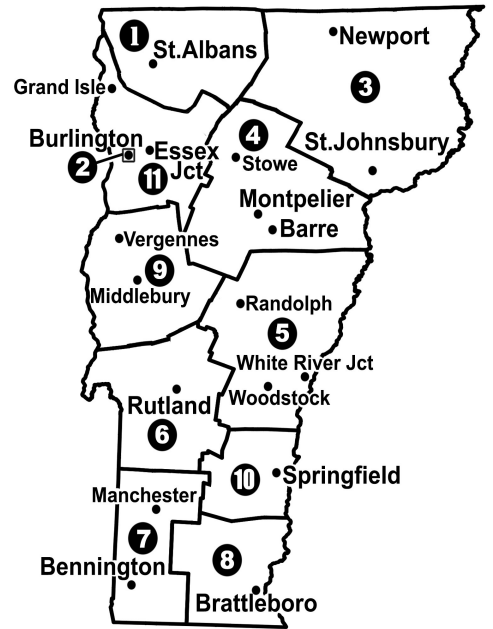 1
St.Albans
Newport
Grand Isle
3
Burlington
4
St.Johnsbury
2
Essex
Jct
Stowe
11
Montpelier
Barre
Vergennes
9
Middlebury
Randolph
5
White River Jct
Woodstock
Rutland
6
10
Springfield
Manchester
7
8
Bennington
Brattleboro